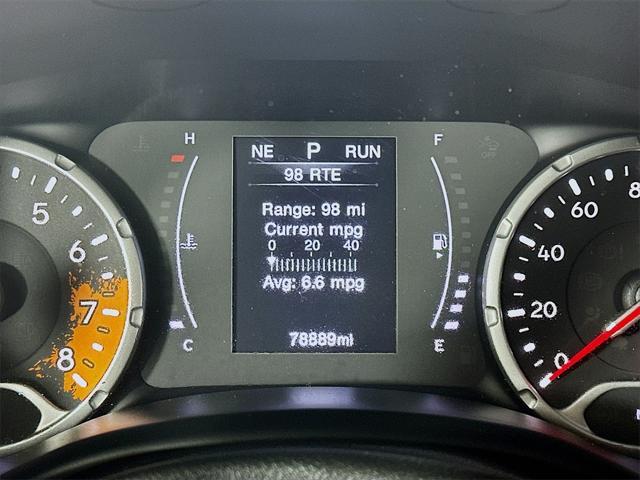 H
F
NE P RUN
98 RTE
Range: 98 mi
Current mpg
0 20 40
Avg: 6.6 mpg
78889mi
C
E
5
6
7
8
60
40
20
0